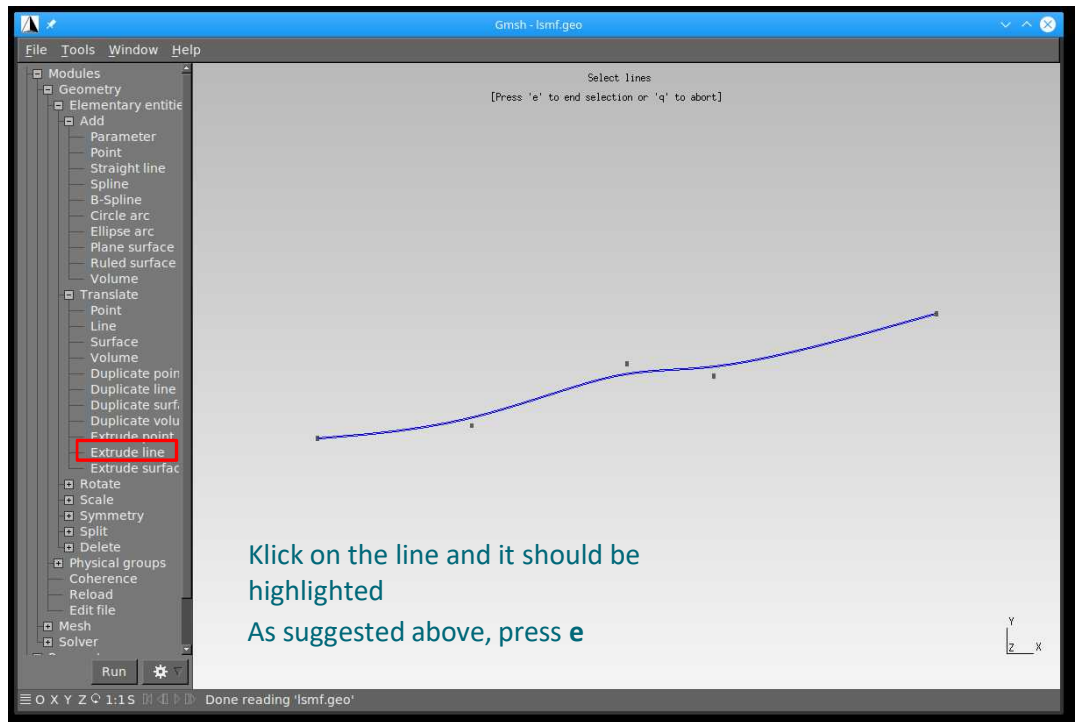 Gmsh - lsmf.geo
File Tools Window Help
Modules
Geometry
Elementary entitie
Add
Parameter
Point
Straight line
Spline
B-Spline
Circle arc
Ellipse arc
Plane surface
Ruled surface
Volume
Translate
Point
Line
Surface
Volume
Duplicate poin
Duplicate line
Duplicate surf
Duplicate volu
Extrude point
Extrude line
Extrude surfac
Rotate
Scale
Symmetry
Split
Delete
Physical groups
Coherence
Reload
Edit file
Mesh
Solver
Run
Select lines
[Press 'e' to end selection or 'q' to abort]
Klick on the line and it should be
highlighted
As suggested above, press e
Y
Z X
O X Y Z 1:1 S Done reading 'lsmf.geo'